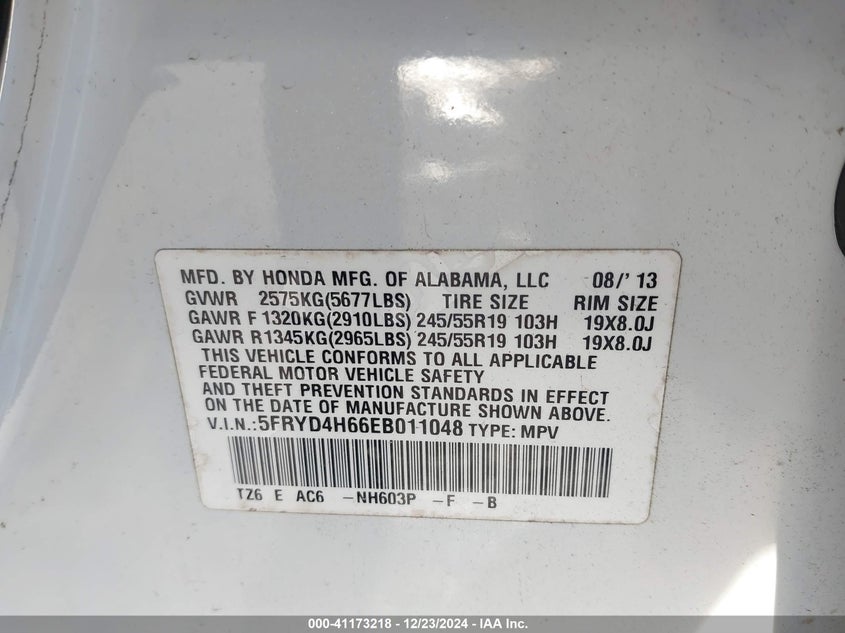 MFD. BY HONDA MFG. OF ALABAMA, LLC 08/' 13
GVWR 2575KG(5677LBS) TIRE SIZE RIM SIZE
GAWR F 1320KG(2910LBS) 245/55R19 103H 19X8.0J
GAWR R1345KG(2965LBS) 245/55R19 103H 19X8.0J
THIS VEHICLE CONFORMS TO ALL APPLICABLE
FEDERAL MOTOR VEHICLE SAFETY
AND THEFT PREVENTION STANDARDS IN EFFECT
ON THE DATE OF MANUFACTURE SHOWN ABOVE.
V.I.N.:5FRYD4H66EB011048 TYPE: MPV
TZ6 E AC6 -NH603P -F -B
000-41173218 - 12/23/2024 - IAA Inc.